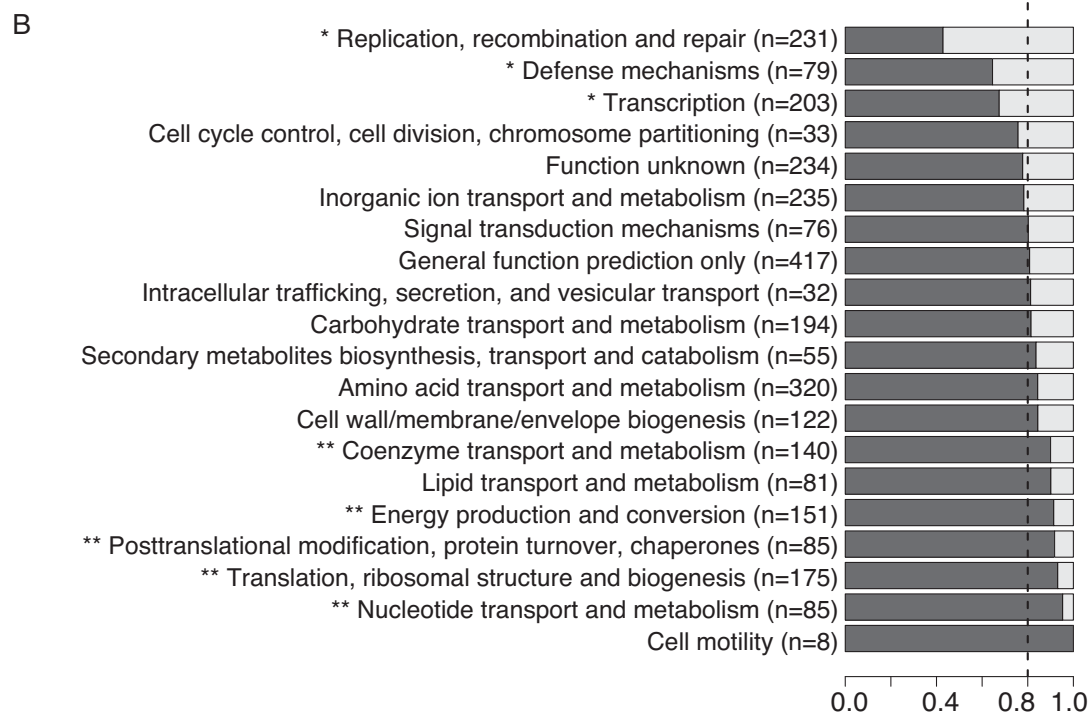 B
* Replication, recombination and repair (n=231)
* Defense mechanisms (n=79)
* Transcription (n=203)
Cell cycle control, cell division, chromosome partitioning (n=33)
Function unknown (n=234)
Inorganic ion transport and metabolism (n=235)
Signal transduction mechanisms (n=76)
General function prediction only (n=417)
Intracellular trafficking, secretion, and vesicular transport (n=32)
Carbohydrate transport and metabolism (n=194)
Secondary metabolites biosynthesis, transport and catabolism (n=55)
Amino acid transport and metabolism (n=320)
Cell wall/membrane/envelope biogenesis (n=122)
** Coenzyme transport and metabolism (n=140)
Lipid transport and metabolism (n=81)
** Energy production and conversion (n=151)
** Posttranslational modification, protein turnover, chaperones (n=85)
** Translation, ribosomal structure and biogenesis (n=175)
** Nucleotide transport and metabolism (n=85)
Cell motility (n=8)
0.0 0.4 0.8 1.0